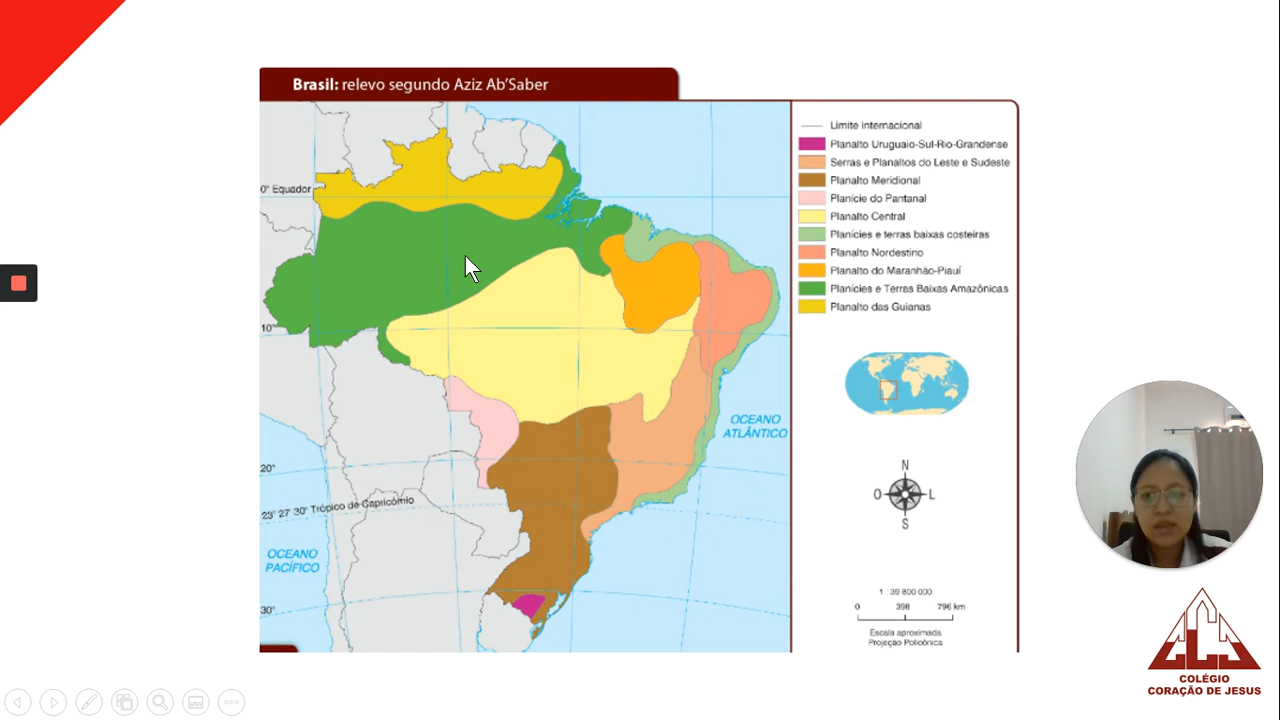 Brasil: relevo segundo Aziz Ab'Saber
Limite internacional
Planalto Uruguaio-Sul-Rio-Grandense
Serras e Planaltos do Leste e Sudeste
Planalto Meridional
Planície do Pantanal
Planalto Central
Planícies e terras baixas costeiras
Planalto Nordestino
Planalto do Maranhão-Piauí
Planícies e Terras Baixas Amazônicas
Planalto das Guianas
0° Equador
10°
20°
23° 27' 30" Trópico de Capricórnio
30°
OCEANO
PACÍFICO
OCEANO
ATLÂNTICO
N
O
L
S
1 : 39 800 000
0 398 796 km
Escala aproximada
Projeção Policônica
COLÉGIO
CORAÇÃO DE JESUS